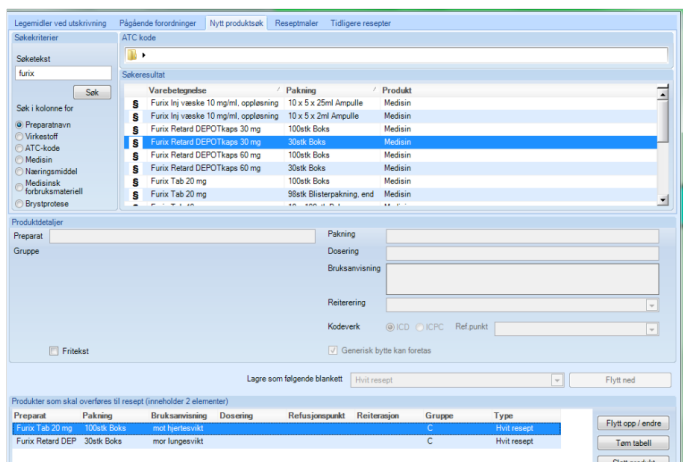 Legemidler ved utskrivning Pågående forordninger Nytt produktsøk Reseptmaler Tidligere resepter
Søkekriterier
ATC kode
Søketekst
furix
Søk
Søkeresultat
Varebetegnelse Pakning Produkt
§ Furix Inj væske 10 mg/ml, oppløsning 10 x 5 x 25ml Ampulle Medisin
§ Furix Inj væske 10 mg/ml, oppløsning 10 x 5 x 2ml Ampulle Medisin
§ Furix Retard DEPOTkaps 30 mg 100stk Boks Medisin
§ Furix Retard DEPOTkaps 30 mg 30stk Boks Medisin
§ Furix Retard DEPOTkaps 60 mg 100stk Boks Medisin
§ Furix Retard DEPOTkaps 60 mg 30stk Boks Medisin
§ Furix Tab 20 mg 100stk Boks Medisin
§ Furix Tab 20 mg 98stk Blisterpakning, end Medisin
Søk i kolonne for
Preparatnavn
Virkestoff
ATC-kode
Medisin
Næringsmiddel
Medisinsk
forbruksmateriell
Brystprotese
Produktdetaljer
Preparat
Gruppe
Fritekst
Pakning
Dosering
Bruksanvisning
Reiterering
Kodeverk ICD ICPC Ref.punkt
Generisk bytte kan foretas
Lagre som følgende blankett Hvit resept Flytt ned
Produkter som skal overføres til resept (inneholder 2 elementer)
Preparat Pakning Bruksanvisning Dosering Refusjonspunkt Reiterasjon Gruppe Type
Furix Tab 20 mg 100stk Boks mot hjertesvikt C Hvit resept
Furix Retard DEP 30stk Boks mor lungesvikt C Hvit resept
Flytt opp / endre
Tøm tabell